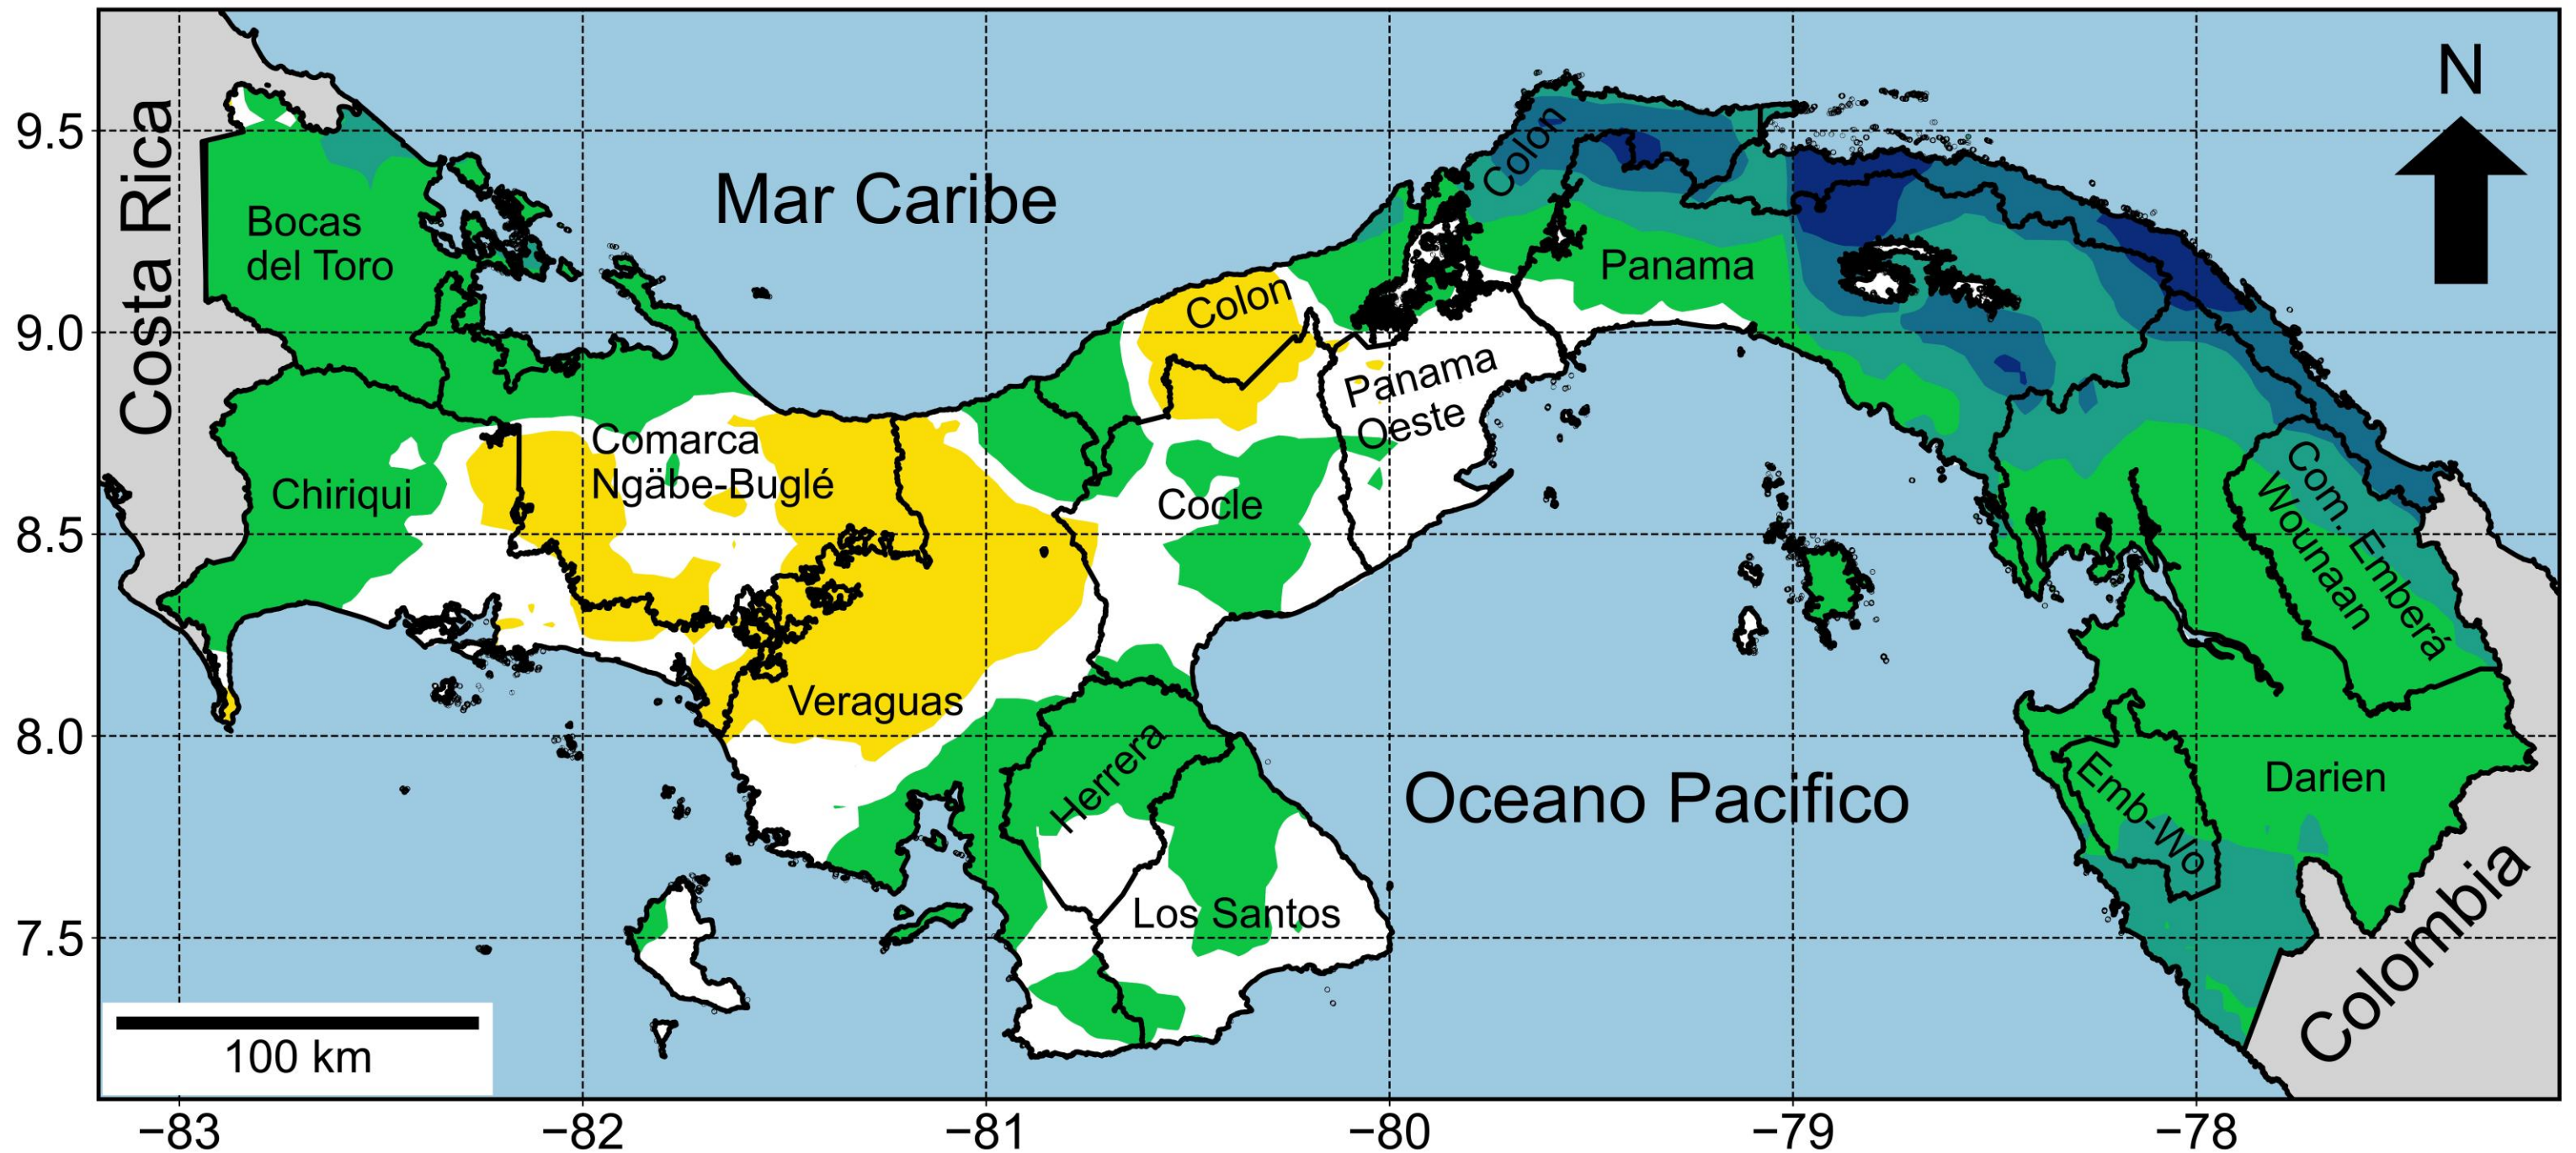 N
Costa Rica
Mar Caribe
Colon
Bocas
del Toro
Panama
Colon
Panama
Oeste
Comarca
Ngäbe-Buglé
Chiriqui
Cocle
Com. Emberá
Wounaan
Veraguas
Herrera
Oceano Pacifico
Emb-Wo
Darien
Los Santos
Colombia
100 km
9.5
9.0
8.5
8.0
7.5
−83
−82
−81
−80
−79
−78